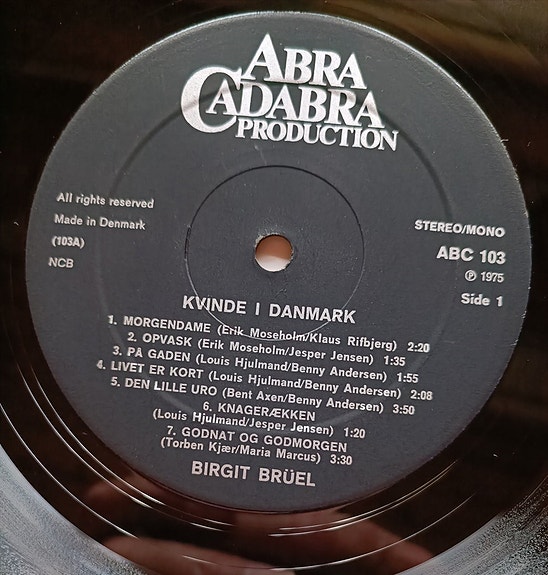 ABRA
CADABRA
PRODUCTION
All rights reserved
Made in Denmark
(103A)
NCB
STEREO/MONO
ABC 103
Ⓟ 1975
Side 1
KVINDE I DANMARK
1. MORGENDAME (Erik Moseholm/Klaus Rifbjerg) 2:20
2. OPVASK (Erik Moseholm/Jesper Jensen) 1:35
3. PÅ GADEN (Louis Hjulmand/Benny Andersen) 1:55
4. LIVET ER KORT (Louis Hjulmand/Benny Andersen) 2:08
5. DEN LILLE URO (Bent Axen/Benny Andersen) 3:50
6. KNAGERÆKKEN
(Louis Hjulmand/Jesper Jensen) 1:20
7. GODNAT OG GODMORGEN
(Torben Kjær/Maria Marcus) 3:30
BIRGIT BRÜEL